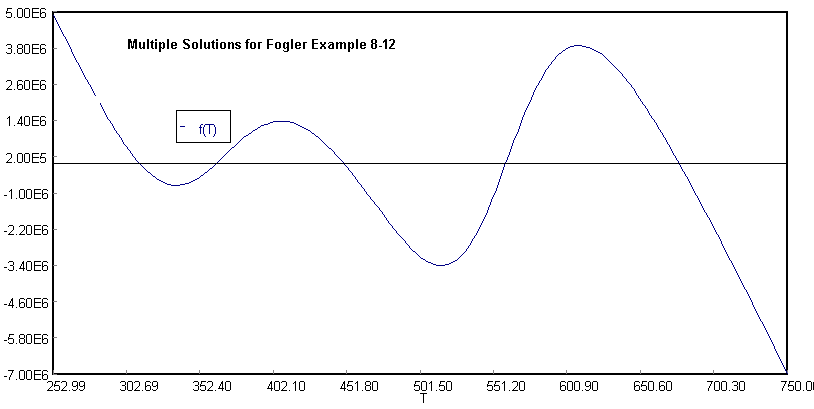 5.00E6
Multiple Solutions for Fogler Example 8-12
3.80E6
2.60E6
1.40E6
f(T)
2.00E5
-1.00E6
-2.20E6
-3.40E6
-4.60E6
-5.80E6
-7.00E6
252.99 302.69 352.40 402.10 451.80 501.50 551.20 600.90 650.60 700.30 750.0
T